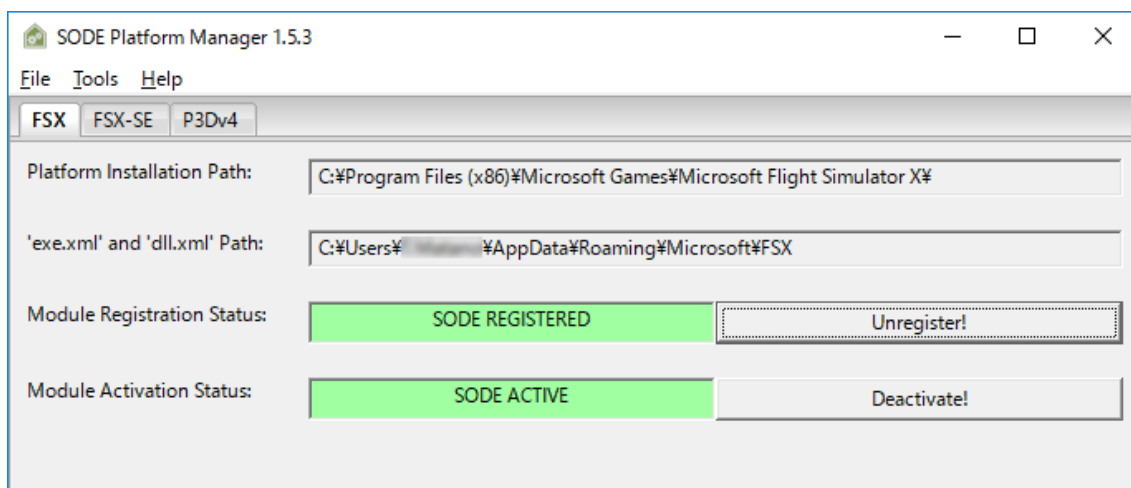 SODE Platform Manager 1.5.3
File Tools Help
FSX FSX-SE P3Dv4
Platform Installation Path: C:¥Program Files (x86)¥Microsoft Games¥Microsoft Flight Simulator X¥
'exe.xml' and 'dll.xml' Path: C:¥Users¥ ¥AppData¥Roaming¥Microsoft¥FSX
Module Registration Status: SODE REGISTERED Unregister!
Module Activation Status: SODE ACTIVE Deactivate!